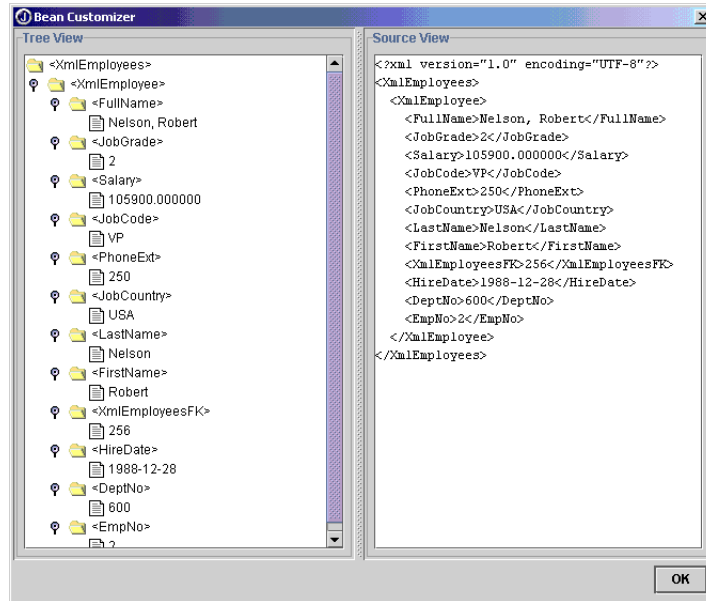 Bean Customizer
Tree View
<XmlEmployees>
<XmlEmployee>
<FullName>
Nelson, Robert
<JobGrade>
2
<Salary>
105900.000000
<JobCode>
VP
<PhoneExt>
250
<JobCountry>
USA
<LastName>
Nelson
<FirstName>
Robert
<XmlEmployeesFK>
256
<HireDate>
1988-12-28
<DeptNo>
600
<EmpNo>
2
Source View
<?xml version="1.0" encoding="UTF-8"?>
<XmlEmployees>
<XmlEmployee>
<FullName>Nelson, Robert</FullName>
<JobGrade>2</JobGrade>
<Salary>105900.000000</Salary>
<JobCode>VP</JobCode>
<PhoneExt>250</PhoneExt>
<JobCountry>USA</JobCountry>
<LastName>Nelson</LastName>
<FirstName>Robert</FirstName>
<XmlEmployeesFK>256</XmlEmployeesFK>
<HireDate>1988-12-28</HireDate>
<DeptNo>600</DeptNo>
<EmpNo>2</EmpNo>
</XmlEmployee>
</XmlEmployees>
OK